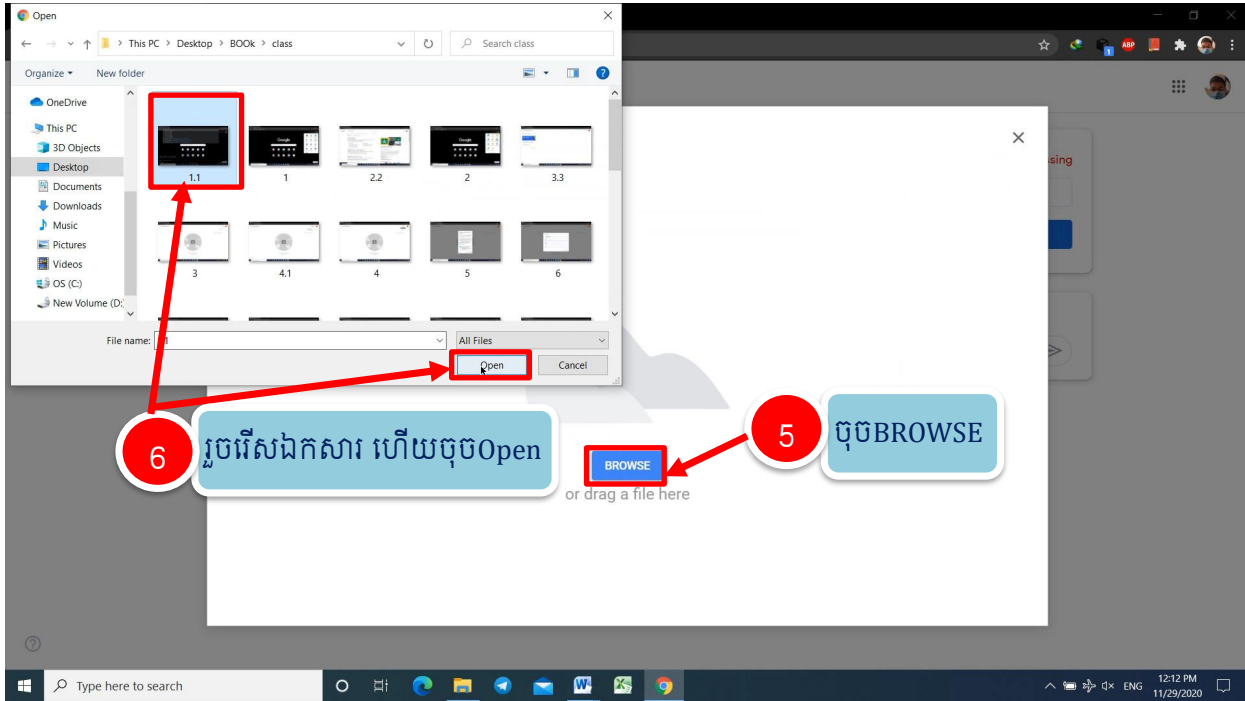 Open
This PC > Desktop > BOOk > class
Search class
Organize
New folder
OneDrive
This PC
3D Objects
Desktop
Documents
Downloads
Music
Pictures
Videos
OS (C:)
New Volume (D:
1.1
1
2.2
2
3.3
3
4.1
4
5
6
File name:
All Files
Open
Cancel
ABP
1
sing
6
រួចរើសឯកសារ ហើយចុចOpen
5
ចុចBROWSE
BROWSE
or drag a file here
Type here to search
ENG
12:12 PM
11/29/2020